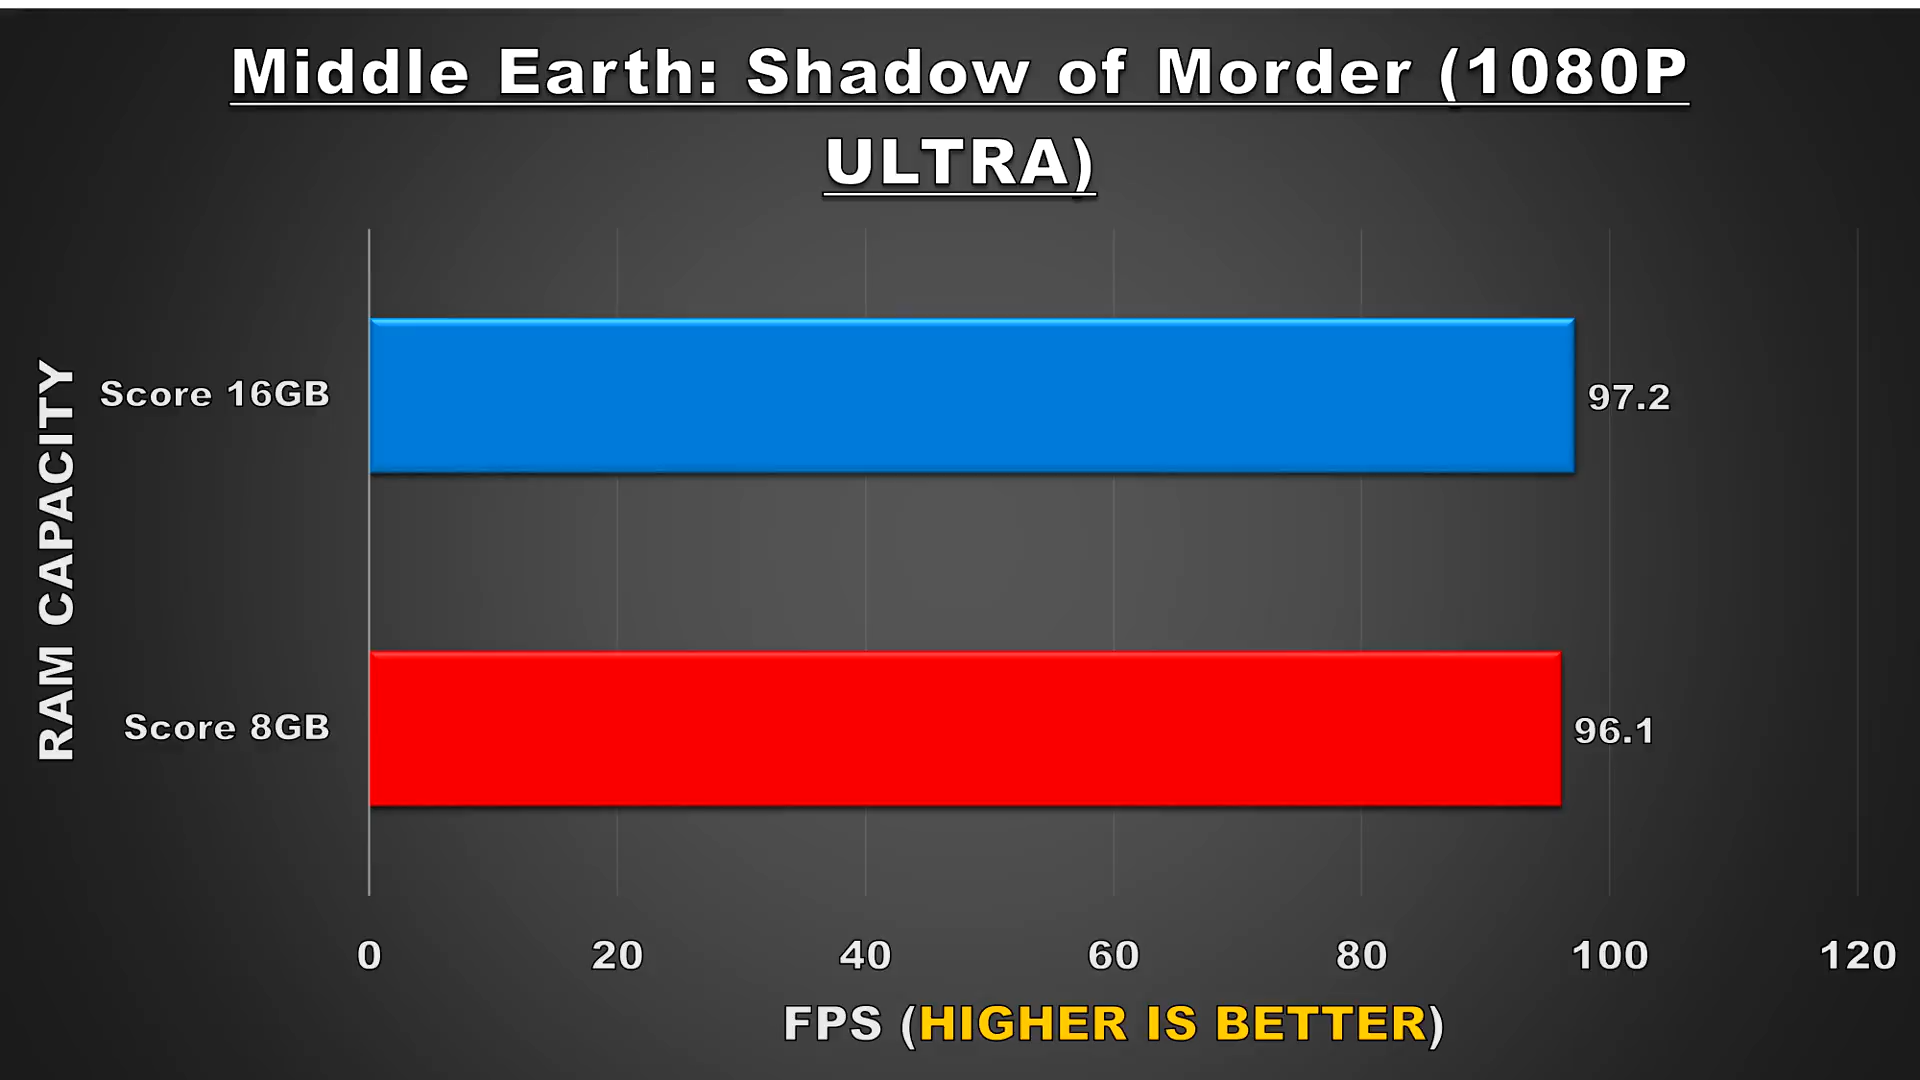 Middle Earth: Shadow of Morder (1080P
ULTRA)
RAM CAPACITY
Score 16GB
97.2
Score 8GB
96.1
0 20 40 60 80 100 120
FPS (HIGHER IS BETTER)